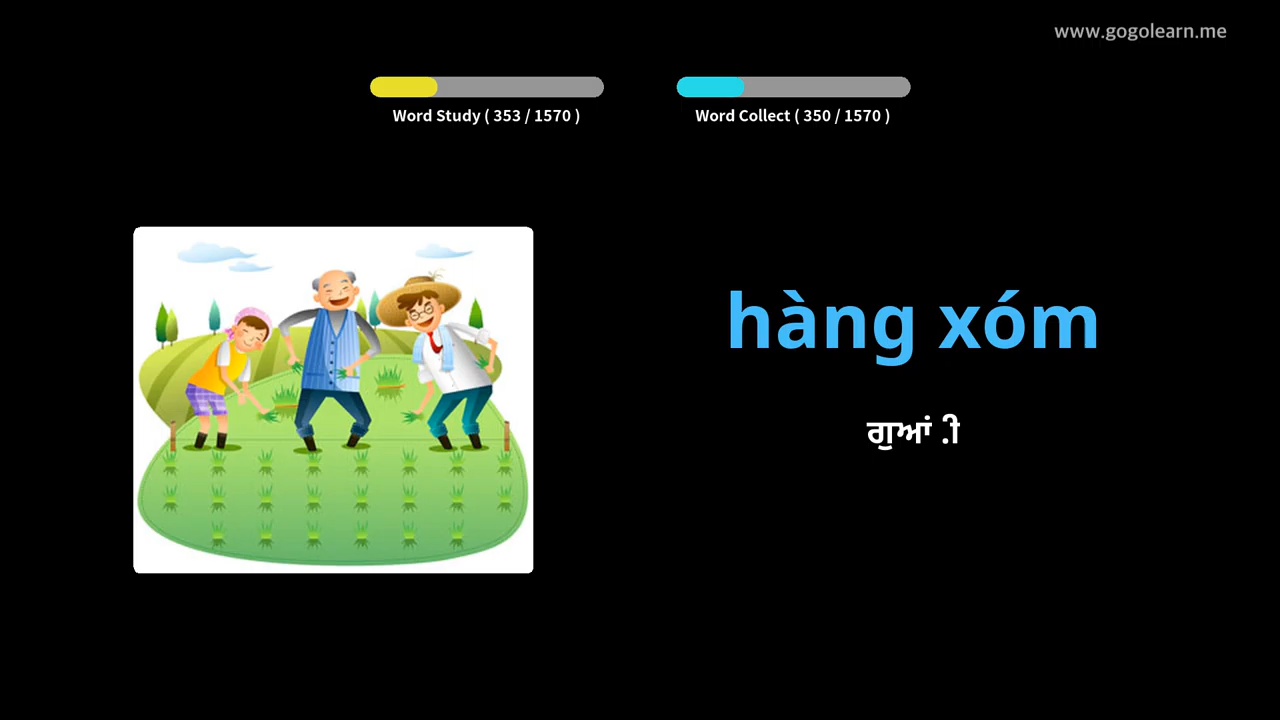 www.gogolearn.me
Word Study ( 353 / 1570 )
Word Collect ( 350 / 1570 )
hàng xóm
ਗੁਆਂ .ੀ